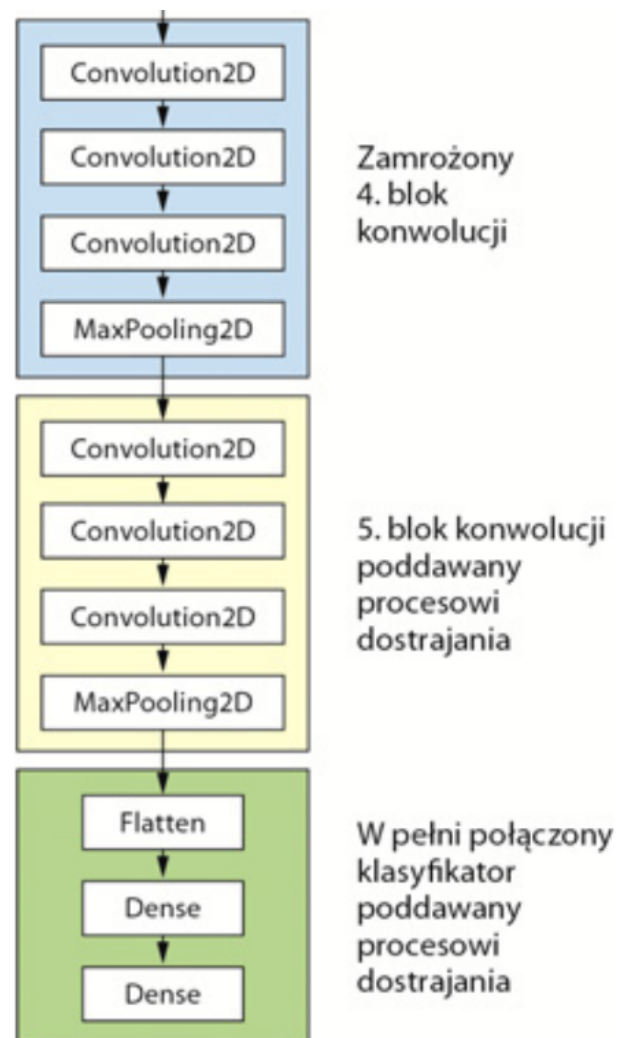 Convolution2D
Convolution2D
Convolution2D
MaxPooling2D
Zamrożony
4. blok
konwolucji
Convolution2D
Convolution2D
Convolution2D
MaxPooling2D
5. blok konwolucji
poddawany
procesowi
dostrajania
Flatten
Dense
Dense
W pełni połączony
klasyfikator
poddawany
procesowi
dostrajania